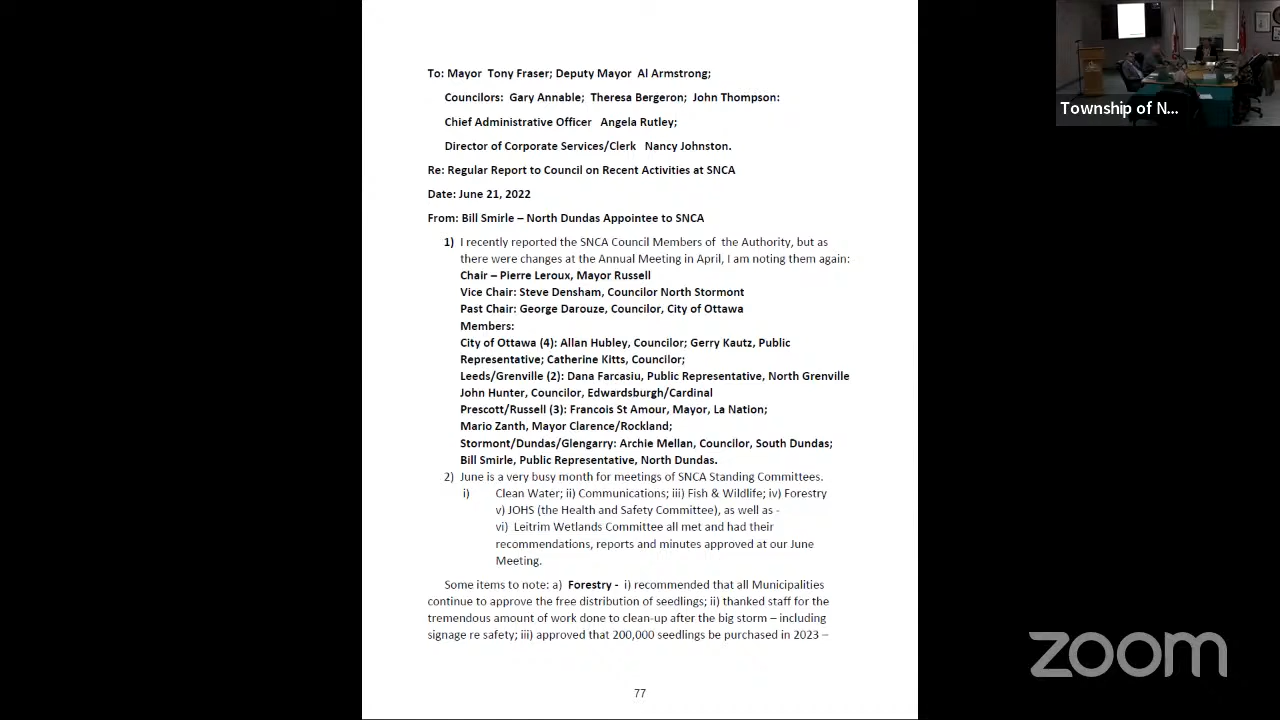 To: Mayor Tony Fraser; Deputy Mayor Al Armstrong;
Councilors: Gary Annable; Theresa Bergeron; John Thompson:
Chief Administrative Officer Angela Rutley;
Director of Corporate Services/Clerk Nancy Johnston.
Re: Regular Report to Council on Recent Activities at SNCA
Date: June 21, 2022
From: Bill Smirle – North Dundas Appointee to SNCA
1) I recently reported the SNCA Council Members of the Authority, but as
there were changes at the Annual Meeting in April, I am noting them again:
Chair – Pierre Leroux, Mayor Russell
Vice Chair: Steve Densham, Councilor North Stormont
Past Chair: George Darouze, Councilor, City of Ottawa
Members:
City of Ottawa (4): Allan Hubley, Councilor; Gerry Kautz, Public
Representative; Catherine Kitts, Councilor;
Leeds/Grenville (2): Dana Farcasiu, Public Representative, North Grenville
John Hunter, Councilor, Edwardsburgh/Cardinal
Prescott/Russell (3): Francois St Amour, Mayor, La Nation;
Mario Zanth, Mayor Clarence/Rockland;
Stormont/Dundas/Glengarry: Archie Mellan, Councilor, South Dundas;
Bill Smirle, Public Representative, North Dundas.
2) June is a very busy month for meetings of SNCA Standing Committees.
i) Clean Water; ii) Communications; iii) Fish & Wildlife; iv) Forestry
v) JOHS (the Health and Safety Committee), as well as -
vi) Leitrim Wetlands Committee all met and had their
recommendations, reports and minutes approved at our June
Meeting.
Some items to note: a) Forestry - i) recommended that all Municipalities
continue to approve the free distribution of seedlings; ii) thanked staff for the
tremendous amount of work done to clean-up after the big storm – including
signage re safety; iii) approved that 200,000 seedlings be purchased in 2023 –
77
Township of N...
zoom